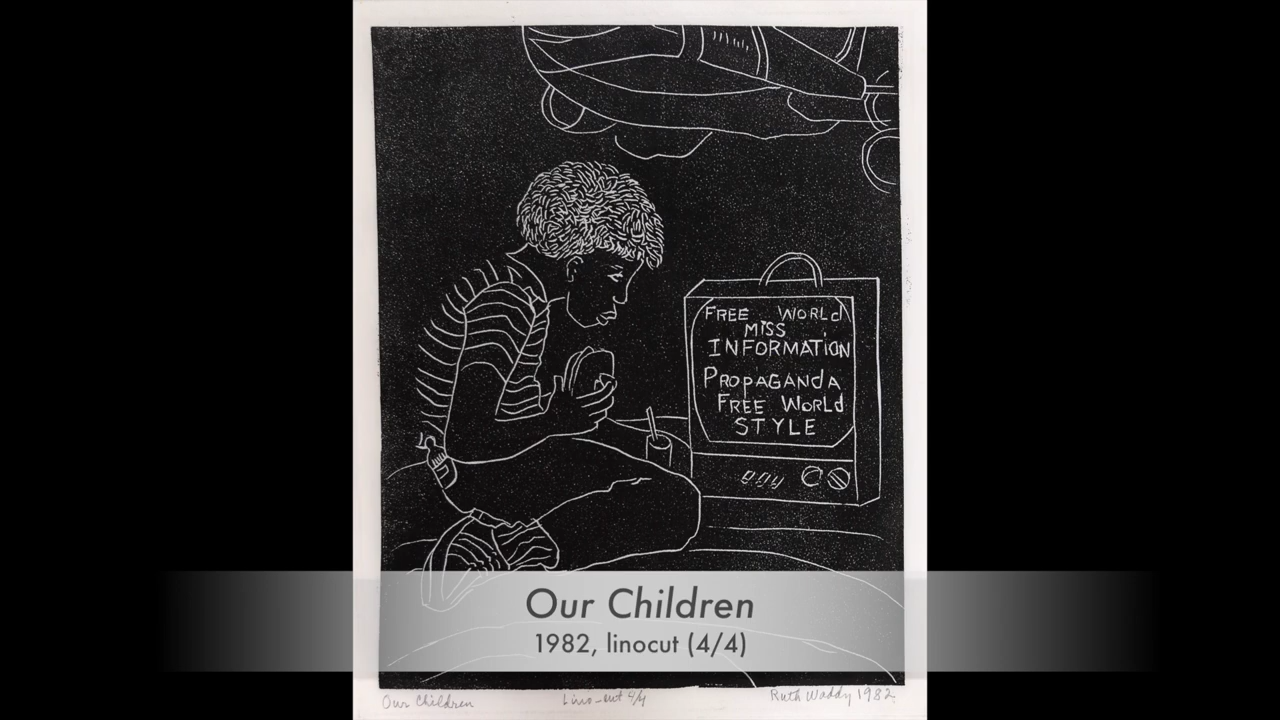 FREE WORLd
MISS
INFORMATION
PROPAGANdA
FREE WORLd
STYLE
Our Children
1982, linocut (4/4)
Our Children Lino-cut 4/4 Ruth Waddy 1982